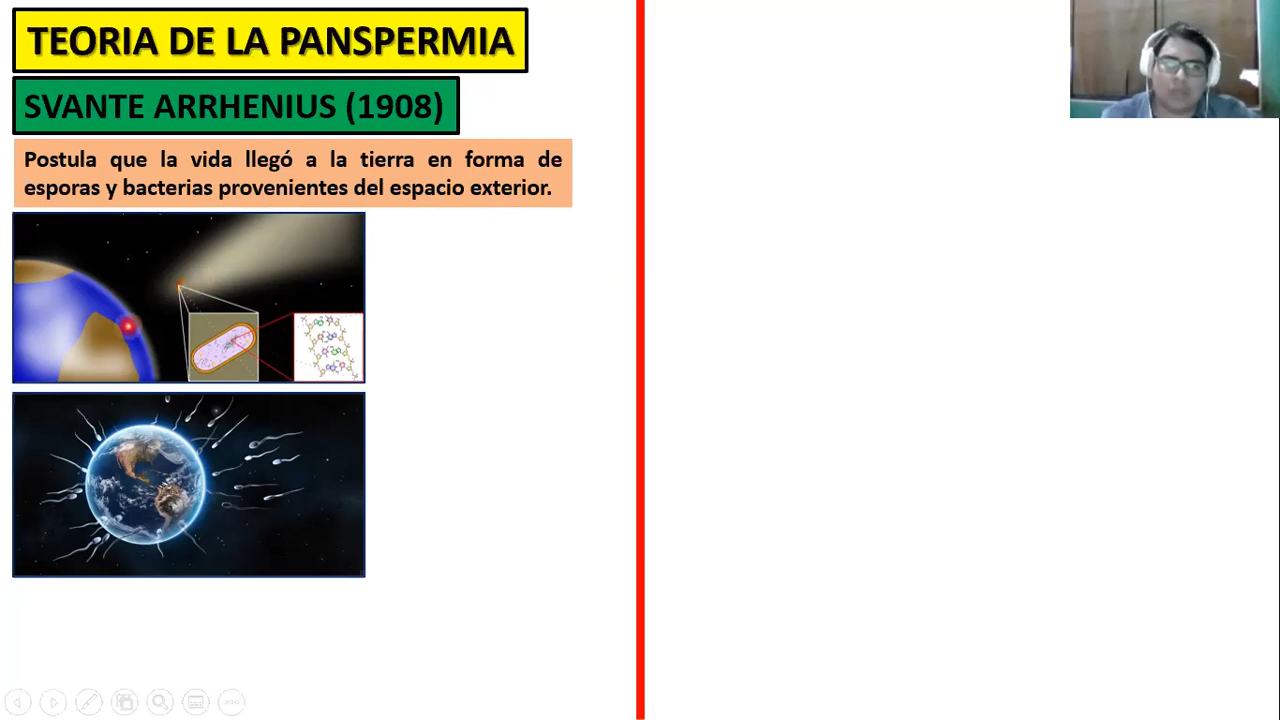 TEORIA DE LA PANSPERMIA
SVANTE ARRHENIUS (1908)
Postula que la vida llegó a la tierra en forma de
esporas y bacterias provenientes del espacio exterior.